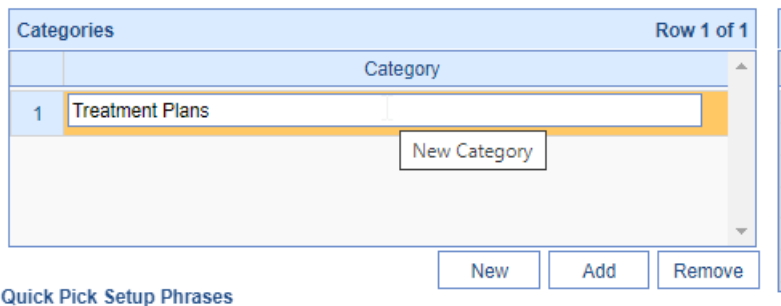 Categories Row 1 of 1
Category
1 Treatment Plans
New Category
New Add Remove
Quick Pick Setup Phrases